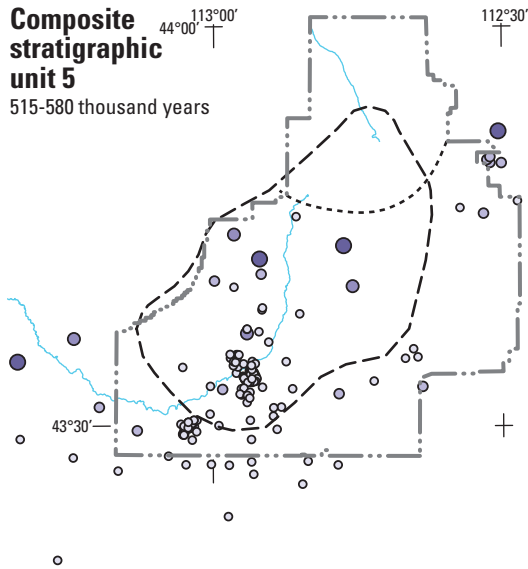 Composite
stratigraphic
unit 5
515-580 thousand years
113°00'
44°00'
112°30'
43°30'